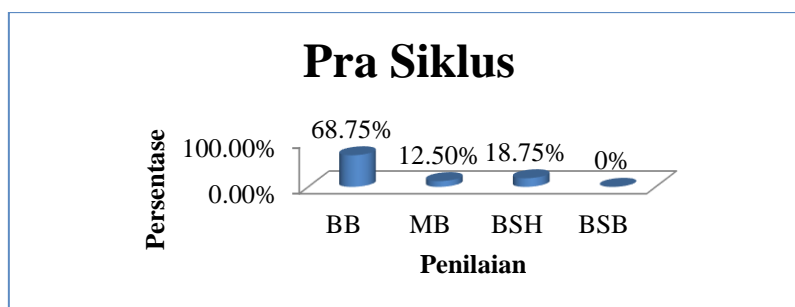 Pra Siklus
68.75%
12.50%
18.75%
0%
100.00%
0.00%
Persentase
BB MB BSH BSB
Penilaian